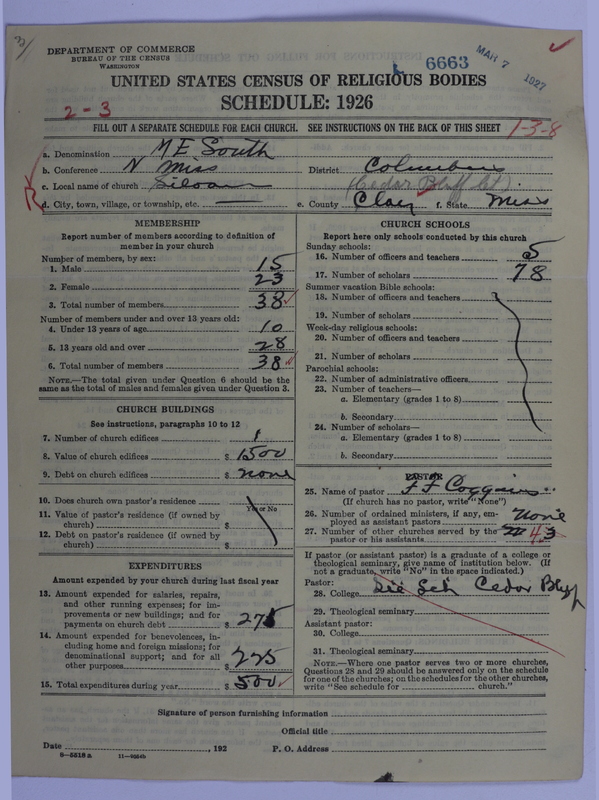 DEPARTMENT OF COMMERCE
BUREAU OF THE CENSUS
WASHINGTON
6663
MAR 7 1927
UNITED STATES CENSUS OF RELIGIOUS BODIES
SCHEDULE: 1926
2-3
FILL OUT A SEPARATE SCHEDULE FOR EACH CHURCH. SEE INSTRUCTIONS ON THE BACK OF THIS SHEET
1-3-8
a. Denomination M E South
b. Conference N Miss District Columbus
c. Local name of church Siloam (Cedar Bluff ct)
d. City, town, village, or township, etc. e. County Clay f. State Miss
MEMBERSHIP
Report number of members according to definition of
member in your church
Number of members, by sex:
1. Male 15
2. Female 23
3. Total number of members 38
Number of members under and over 13 years old:
4. Under 13 years of age 10
5. 13 years old and over 28
6. Total number of members 38
NOTE.—The total given under Question 6 should be the
same as the total of males and females given under Question 3.
CHURCH BUILDINGS
See instructions, paragraphs 10 to 12
7. Number of church edifices 1
8. Value of church edifices $ 1500
9. Debt on church edifices $ none
10. Does church own pastor's residence
Yes or No
11. Value of pastor's residence (if owned by
church) $
12. Debt on pastor's residence (if owned by
church) $
EXPENDITURES
Amount expended by your church during last fiscal year
13. Amount expended for salaries, repairs,
and other running expenses; for im-
provements or new buildings; and for
payments on church debt $ 275
14. Amount expended for benevolences, in-
cluding home and foreign missions; for
denominational support; and for all
other purposes $ 225
15. Total expenditures during year $ 500
CHURCH SCHOOLS
Report here only schools conducted by this church
Sunday schools:
16. Number of officers and teachers 5
17. Number of scholars 78
Summer vacation Bible schools:
18. Number of officers and teachers
19. Number of scholars
Week-day religious schools:
20. Number of officers and teachers
21. Number of scholars
Parochial schools:
22. Number of administrative officers
23. Number of teachers—
a. Elementary (grades 1 to 8)
b. Secondary
24. Number of scholars—
a. Elementary (grades 1 to 8)
b. Secondary
PASTOR
25. Name of pastor F F Coggins
(If church has no pastor, write "None")
26. Number of ordained ministers, if any, em-
ployed as assistant pastors None
27. Number of other churches served by the
pastor or his assistants 43
If pastor (or assistant pastor) is a graduate of a college or
theological seminary, give name of institution below. (If
not a graduate, write "No" in the space indicated.)
Pastor:
28. College See Sch Cedar Bluff
29. Theological seminary
Assistant pastor:
30. College
31. Theological seminary
NOTE.—Where one pastor serves two or more churches,
Questions 28 and 29 should be answered only on the schedule
for one of the churches; on the schedules for the other churches,
write "See schedule for church."
Signature of person furnishing information
Official title
Date , 192 P. O. Address